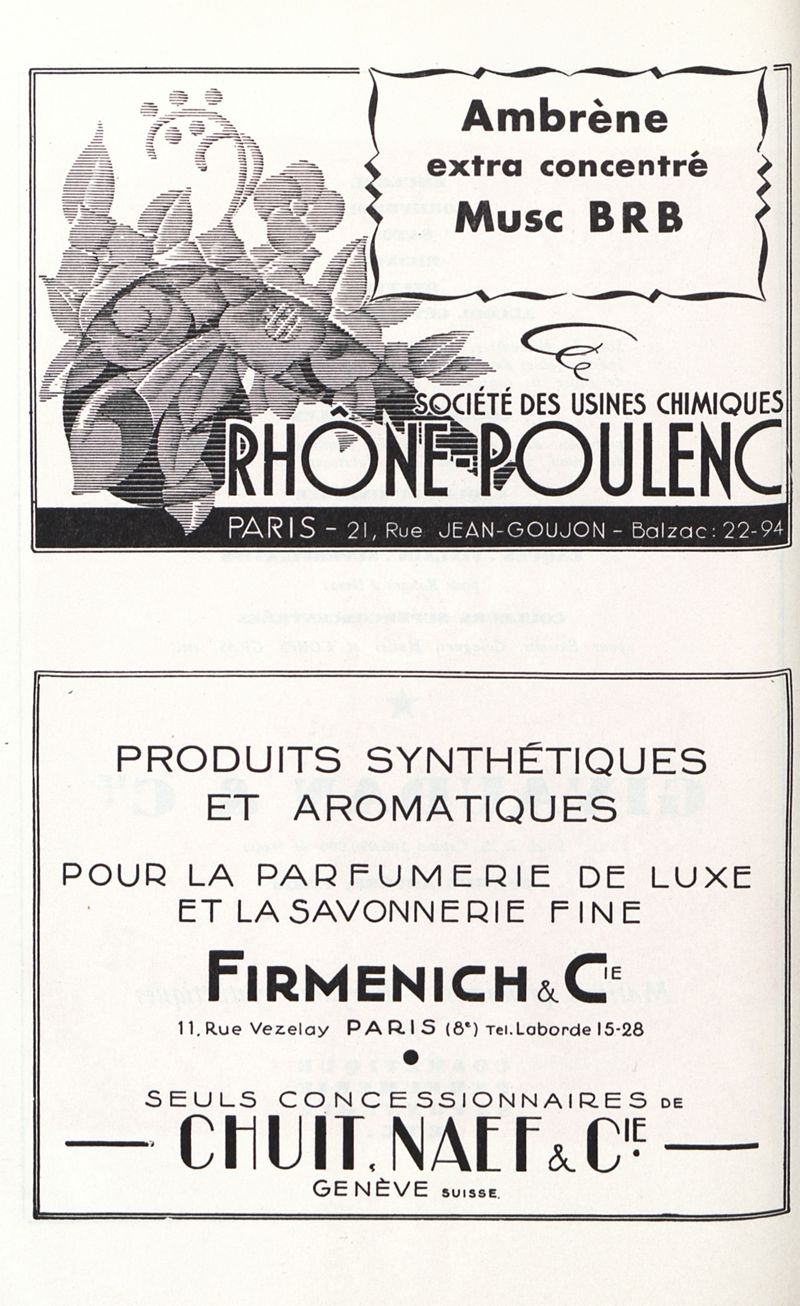 Ambrène
extra concentré
Musc BRB
SOCIÉTÉ DES USINES CHIMIQUES
RHÔNE-POULENC
PARIS - 21, Rue JEAN-GOUJON - Balzac: 22-94
PRODUITS SYNTHÉTIQUES
ET AROMATIQUES
POUR LA PARFUMERIE DE LUXE
ET LA SAVONNERIE FINE
FIRMENICH & CIE
11, Rue Vezelay PARIS (8e) Tel. Laborde 15-28
SEULS CONCESSIONNAIRES DE
CHUIT, NAEF & CIE.
GENÈVE SUISSE.